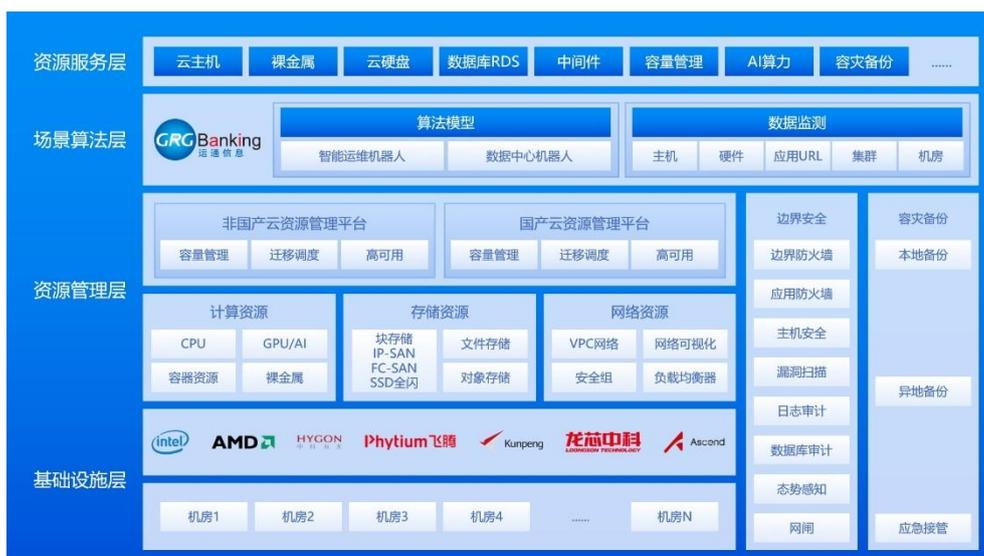 资源服务层
云主机
裸金属
云硬盘
数据库RDS
中间件
容量管理
AI算力
容灾备份
......
场景算法层
GRGBanking
运通信息
算法模型
智能运维机器人
数据中心机器人
数据监测
主机
硬件
应用URL
集群
机房
资源管理层
非国产云资源管理平台
容量管理
迁移调度
高可用
国产云资源管理平台
容量管理
迁移调度
高可用
计算资源
CPU
GPU/AI
容器资源
裸金属
存储资源
块存储
IP-SAN
FC-SAN
SSD全闪
文件存储
对象存储
网络资源
VPC网络
网络可视化
安全组
负载均衡器
边界安全
边界防火墙
应用防火墙
主机安全
漏洞扫描
日志审计
数据库审计
态势感知
网闸
容灾备份
本地备份
异地备份
应急接管
基础设施层
intel
AMD
HYGON
Phytium飞腾
Kunpeng
龙芯中科
LOONGSON TECHNOLOGY
Ascend
机房1
机房2
机房3
机房4
......
机房N